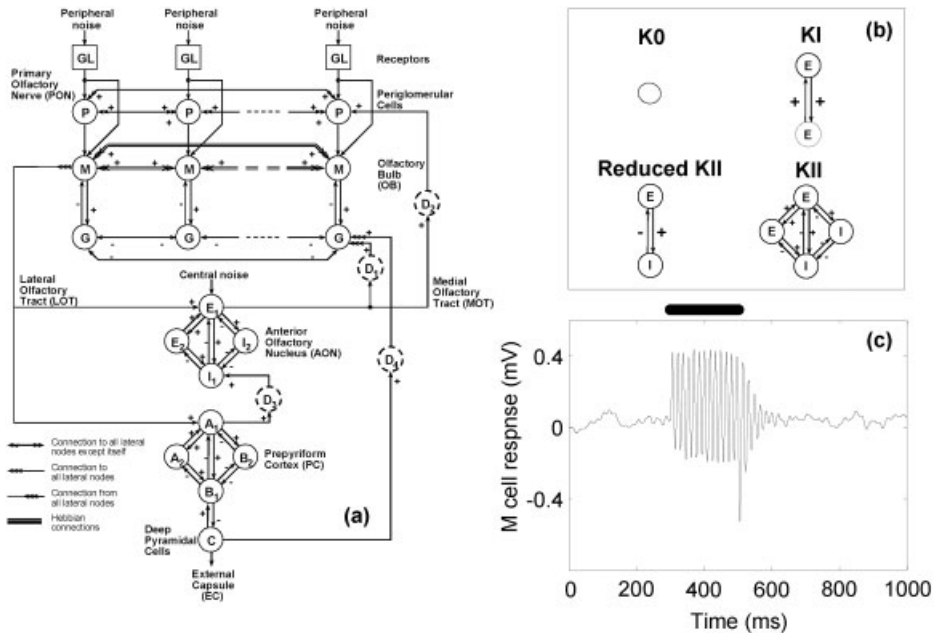 Peripheral noise
Peripheral noise
Peripheral noise
GL
GL
GL
Receptors
Primary
Olfactory
Nerve (PON)
Periglomerular
Cells
P
P
P
M
M
M
Olfactory
Bulb
(OB)
G
G
G
D2
D1
Central noise
Lateral
Olfactory
Tract (LOT)
Medial
Olfactory
Tract (MOT)
E1
E2
I2
I1
Anterior
Olfactory
Nucleus (AON)
D4
D3
A1
A2
B2
B1
Prepyriform
Cortex (PC)
Connection to all lateral
nodes except itself
Connection to
all lateral nodes
Connection from
all lateral nodes
Hebbian
connections
Deep
Pyramidal
Cells
C
External
Capsule
(EC)
(a)
(b)
K0
KI
E
+ +
E
Reduced KII
KII
E
- +
I
E
E
I
I
(c)
M cell respnse (mV)
0.4
0
-0.4
0
200
400
600
800
1000
Time (ms)